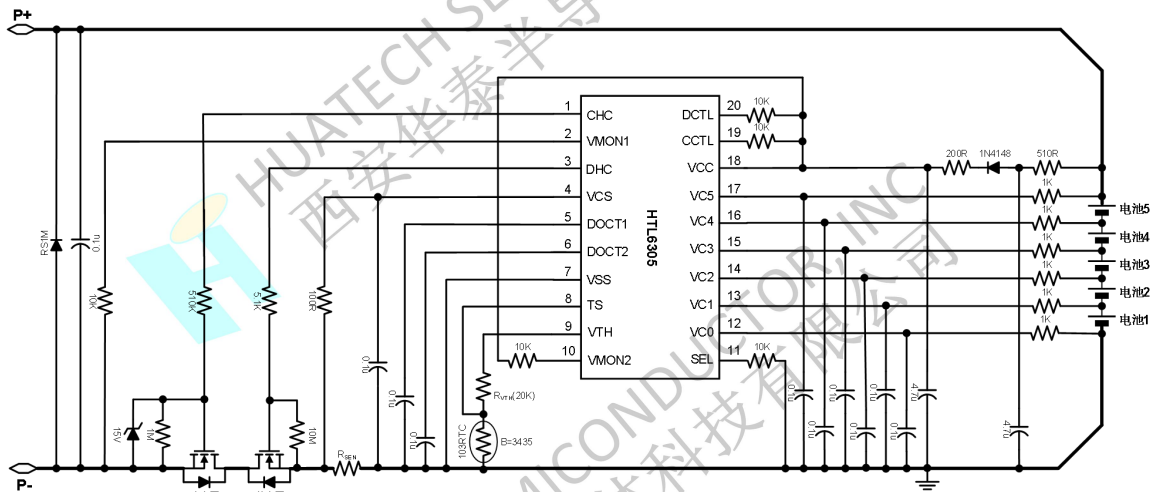 P+
HUATECH SEMICONDUCTOR, INC
西安华泰半导体科技有限公司
HTL6305
1 CHC
2 VMON1
3 DHC
4 VCS
5 DOCT1
6 DOCT2
7 VSS
8 TS
9 VTH
10 VMON2
DCTL 20 10K
CCTL 19 10K
VCC 18 200R 1N4148 510R
VC5 17 1K 电池5
VC4 16 1K 电池4
VC3 15 1K 电池3
VC2 14 1K 电池2
VC1 13 1K 电池1
VC0 12 1K
SEL 11 10K
RS1M
0.1u
10K
510K
5.1K
100R
10K
RVTH(20K)
103RTC
B=3435
0.1u
0.1u
0.1u
0.1u
0.1u
0.1u
4.7u
0.1u
0.1u
0.1u
4.7u
15V
1M
10M
RSEN
P-